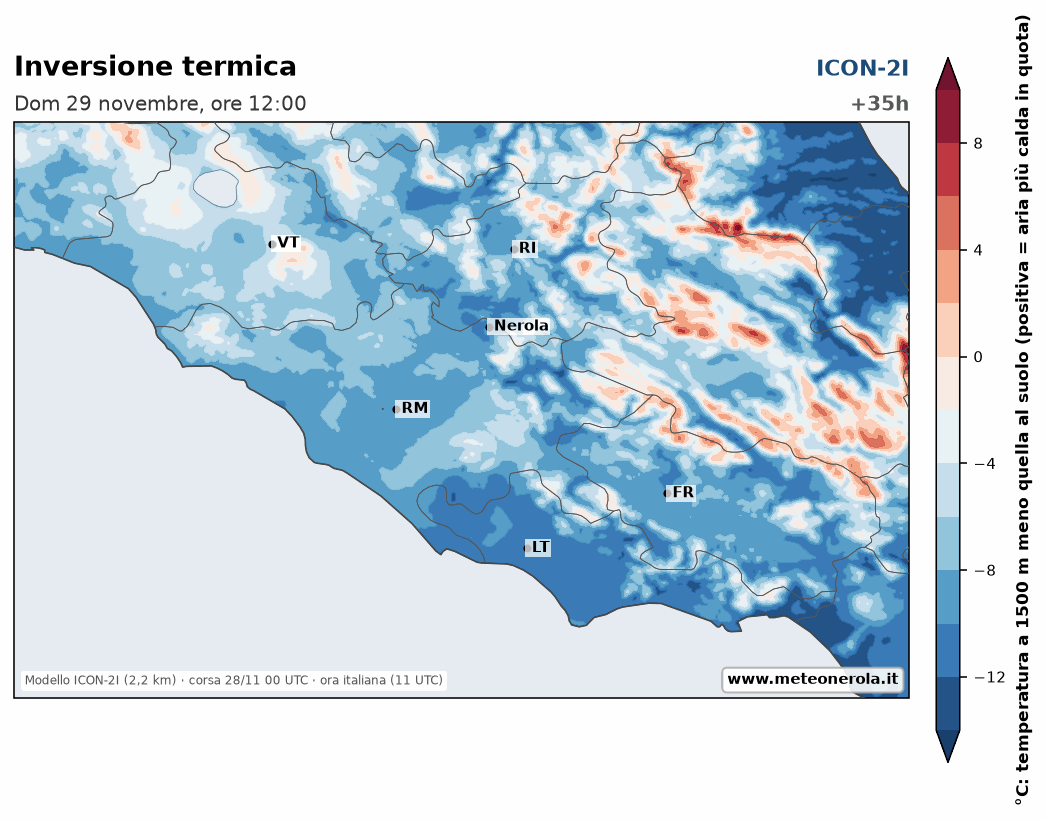 Inversione termica
ICON-2I
Dom 29 novembre, ore 12:00
+35h
VT
RI
Nerola
RM
FR
LT
Modello ICON-2I (2,2 km) · corsa 28/11 00 UTC · ora italiana (11 UTC)
www.meteonerola.it
8
4
0
−4
−8
−12
°C: temperatura a 1500 m meno quella al suolo (positiva = aria più calda in quota)